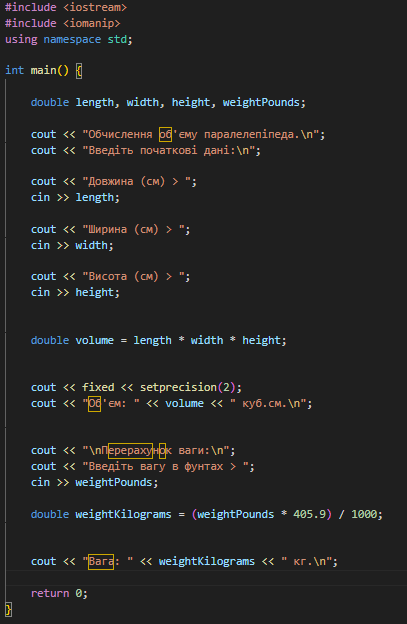 #include <iostream>
#include <iomanip>
using namespace std;
int main() {
double length, width, height, weightPounds;
cout << "Обчислення об'єму паралелепіпеда.\n";
cout << "Введіть початкові дані:\n";
cout << "Довжина (см) > ";
cin >> length;
cout << "Ширина (см) > ";
cin >> width;
cout << "Висота (см) > ";
cin >> height;
double volume = length * width * height;
cout << fixed << setprecision(2);
cout << "Об'єм: " << volume << " куб.см.\n";
cout << "\nПерерахунок ваги:\n";
cout << "Введіть вагу в фунтах > ";
cin >> weightPounds;
double weightKilograms = (weightPounds * 405.9) / 1000;
cout << "Вага: " << weightKilograms << " кг.\n";
return 0;
}